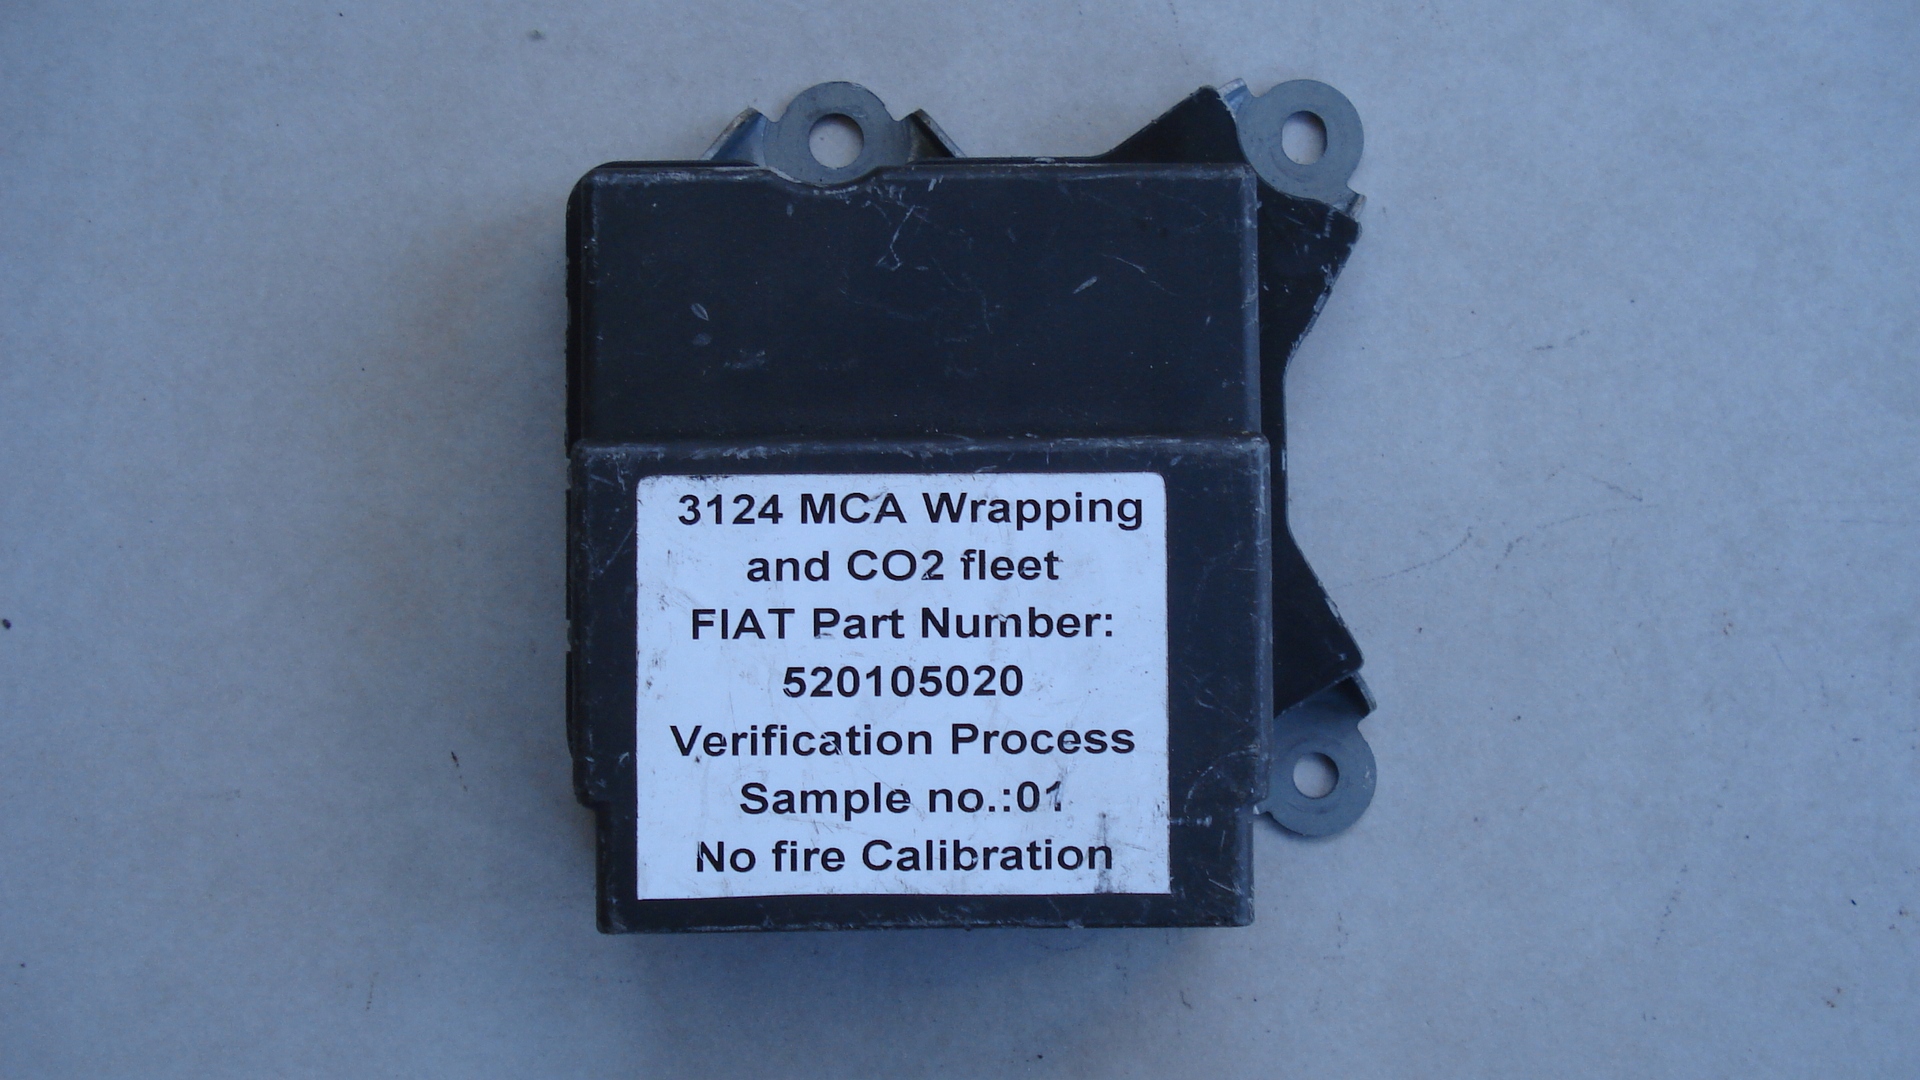 3124 MCA Wrapping
and CO2 fleet
FIAT Part Number:
520105020
Verification Process
Sample no.:01
No fire Calibration